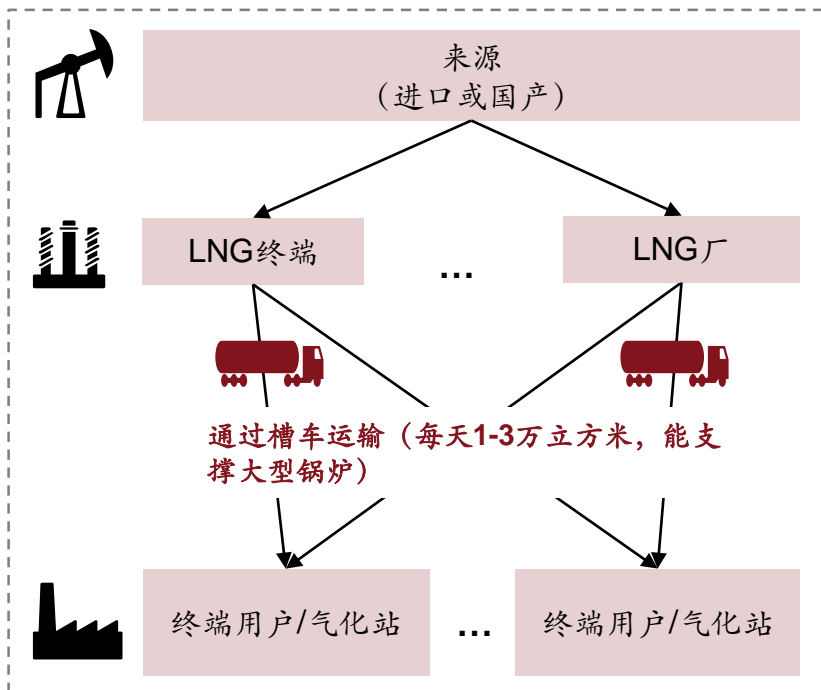 来源
（进口或国产）
LNG终端
...
LNG厂
通过槽车运输（每天1-3万立方米，能支
撑大型锅炉）
终端用户/气化站
...
终端用户/气化站